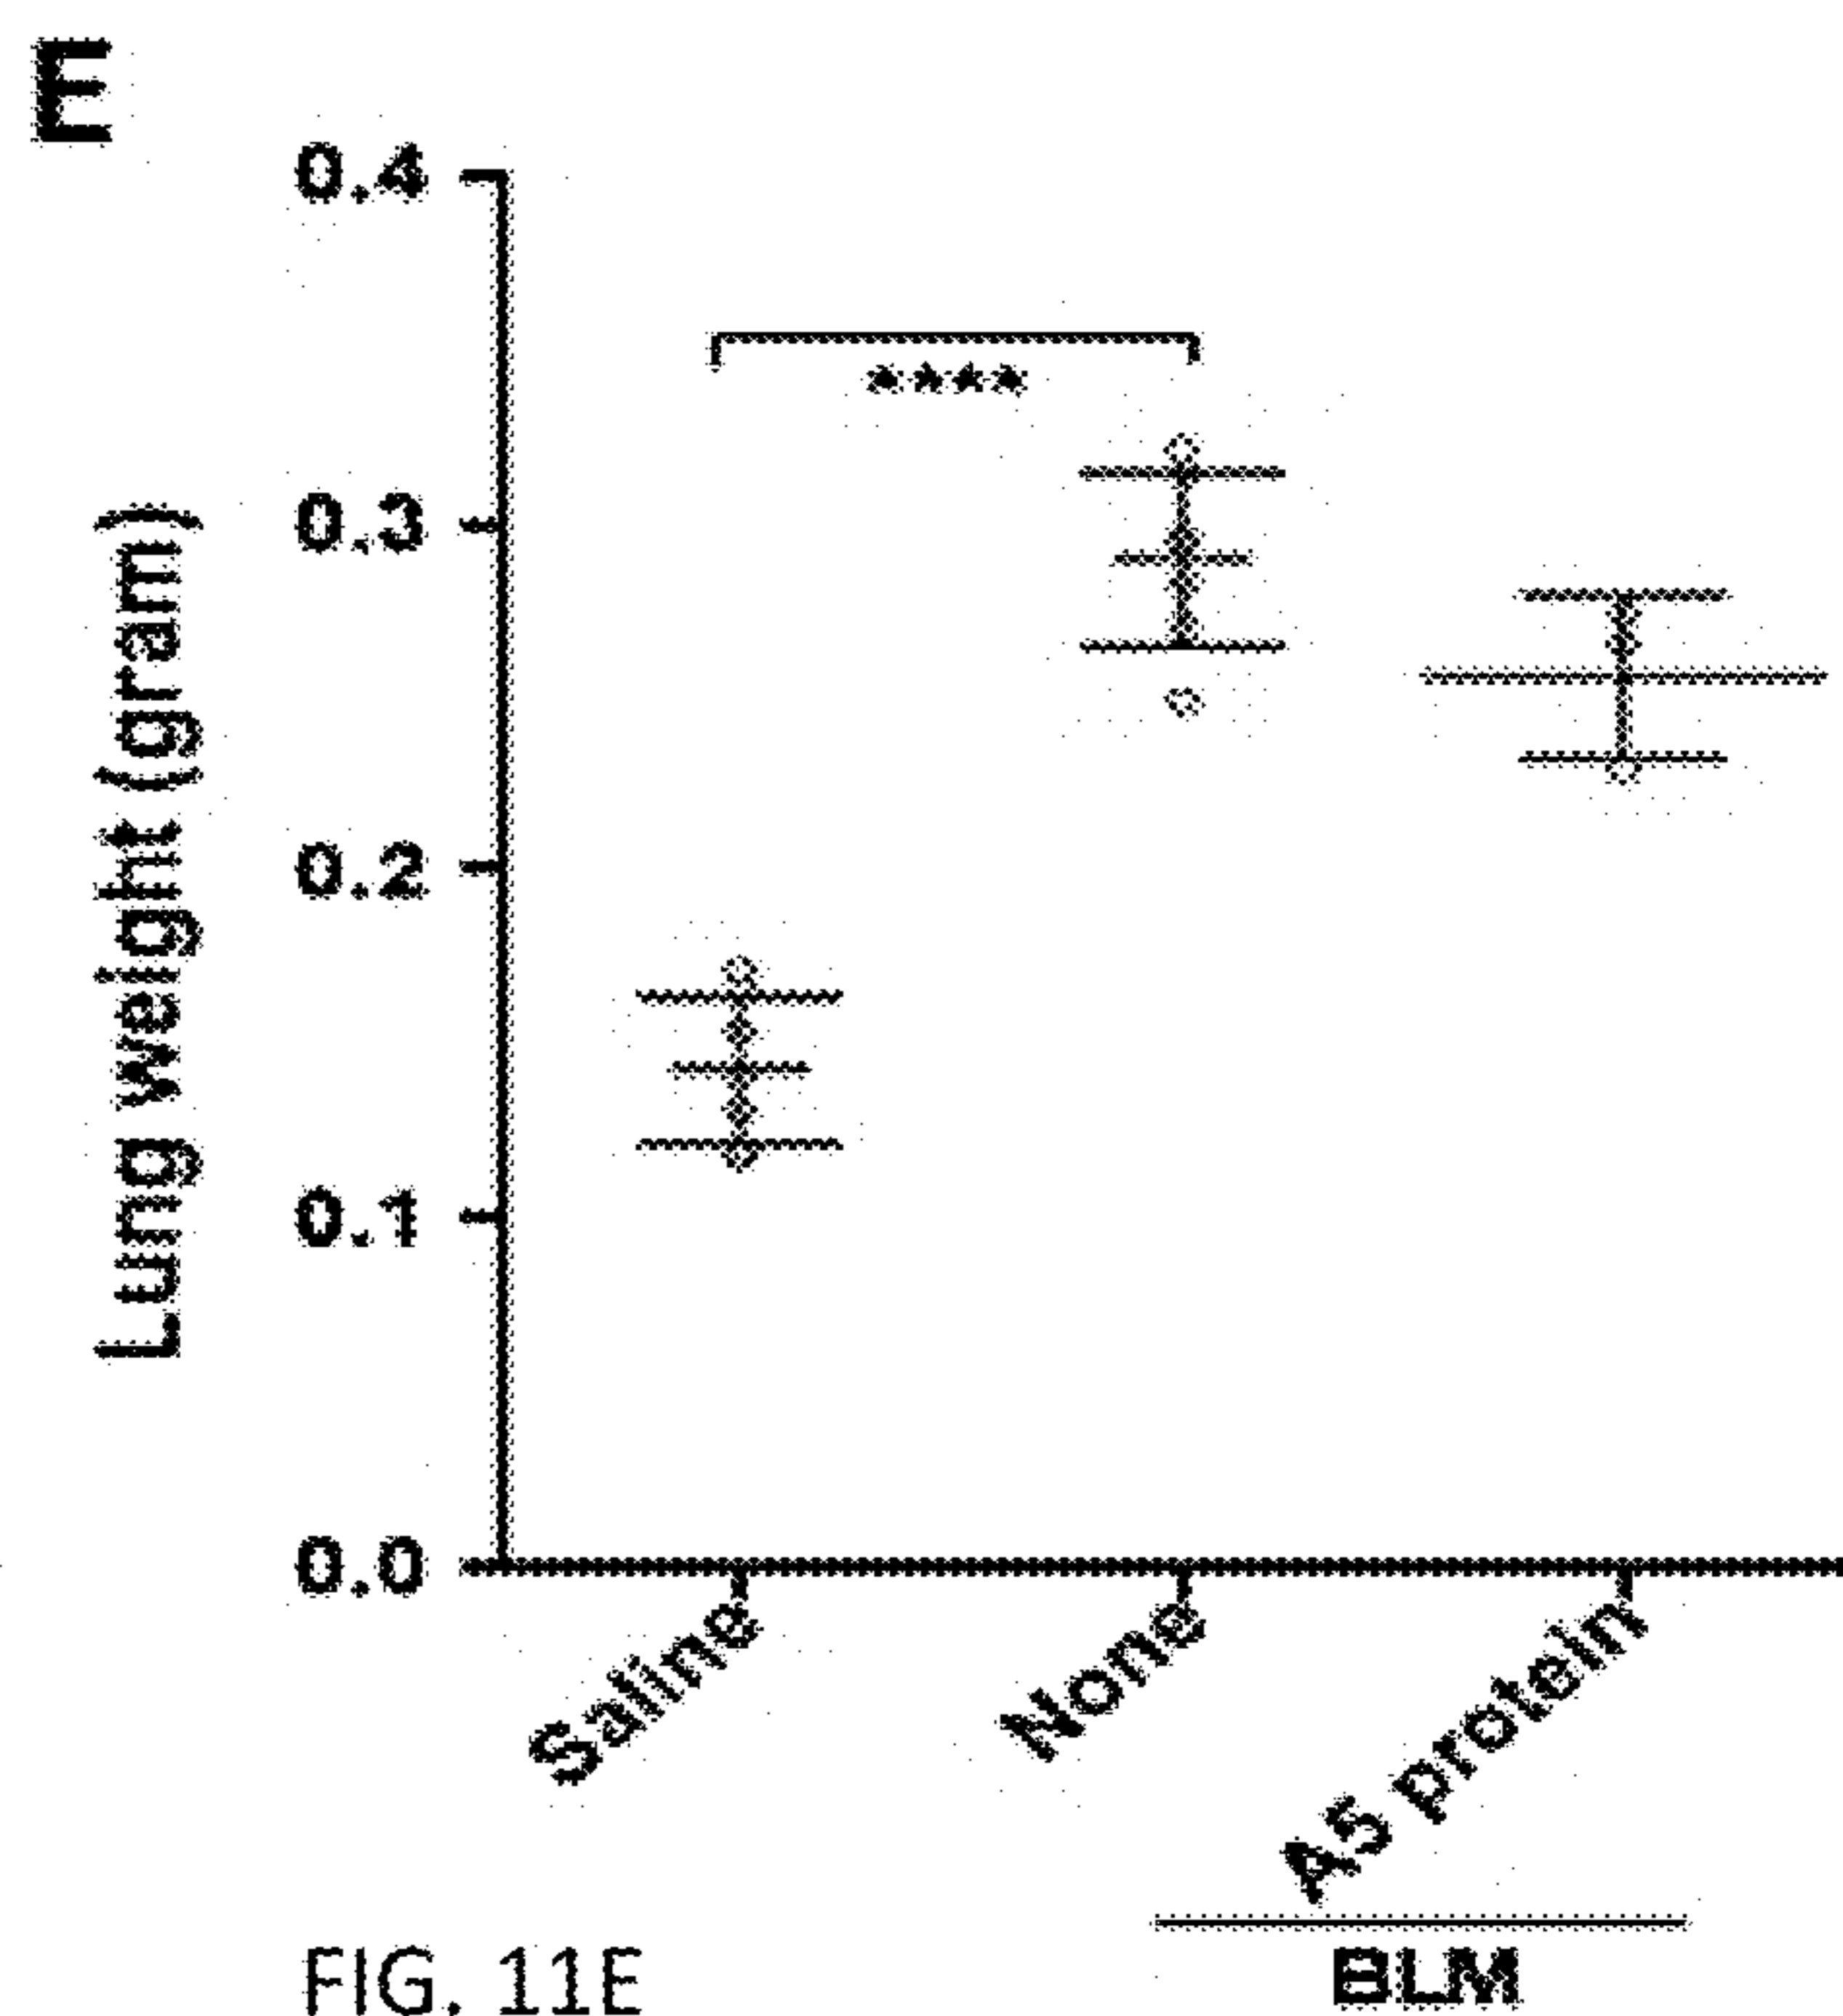 E
Lung weight (gram)
0.4
0.3
0.2
0.1
0.0
****
Saline
None
A5 protein
BLM
FIG. 11E